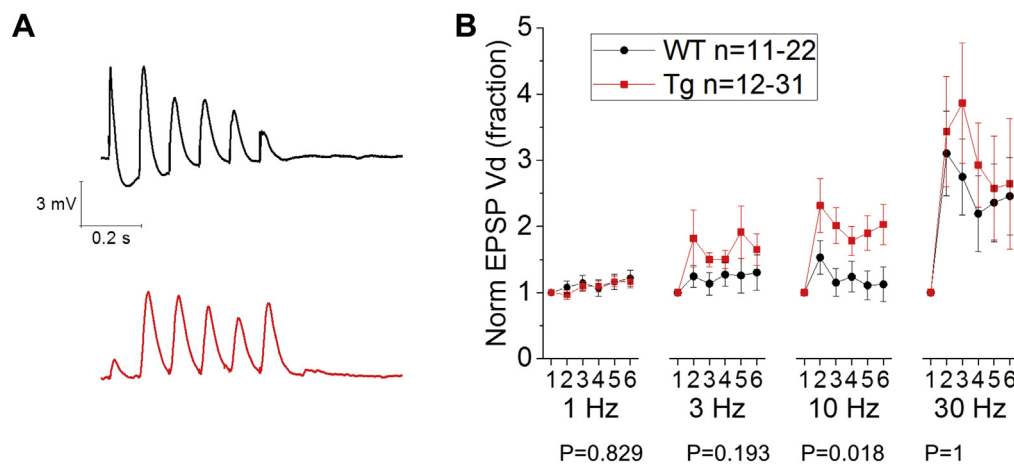 A
3 mV
0.2 s
B
Norm EPSP Vd (fraction)
5
4
3
2
1
0
WT n=11-22
Tg n=12-31
123456 123456 123456 123456
1 Hz 3 Hz 10 Hz 30 Hz
P=0.829 P=0.193 P=0.018 P=1